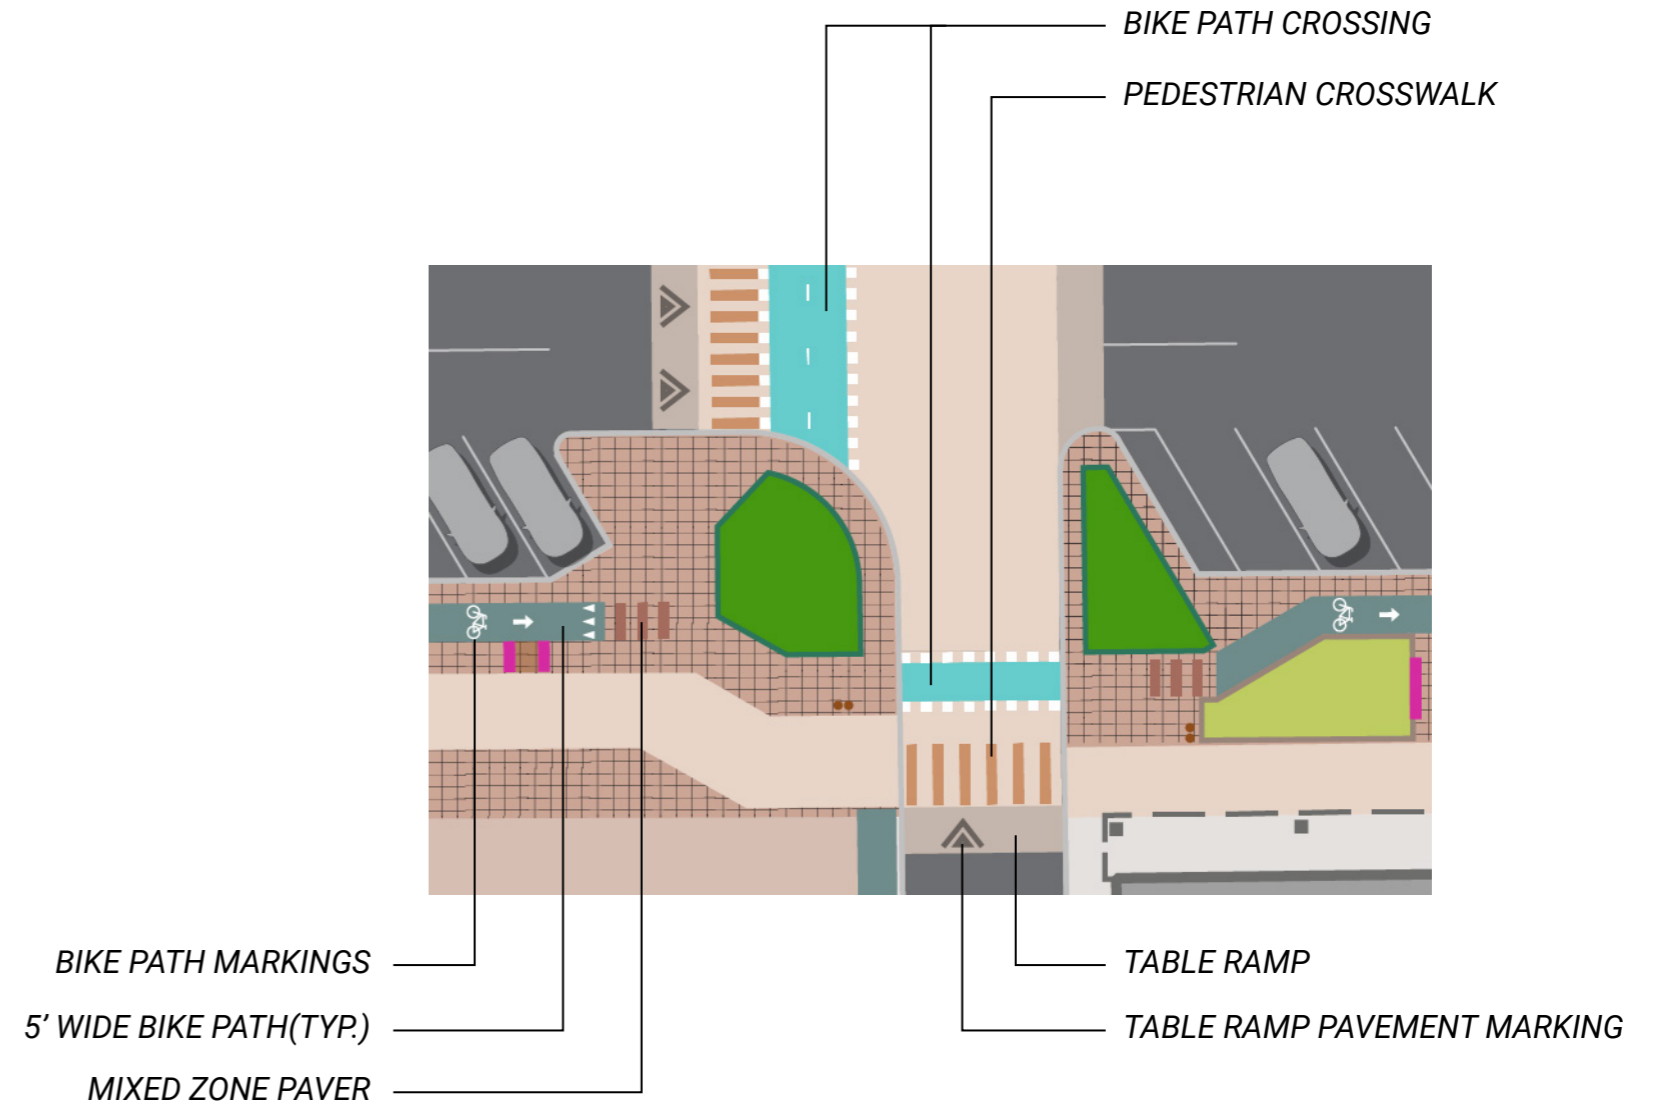 BIKE PATH CROSSING
PEDESTRIAN CROSSWALK
BIKE PATH MARKINGS
TABLE RAMP
5’ WIDE BIKE PATH(TYP.)
TABLE RAMP PAVEMENT MARKING
MIXED ZONE PAVER